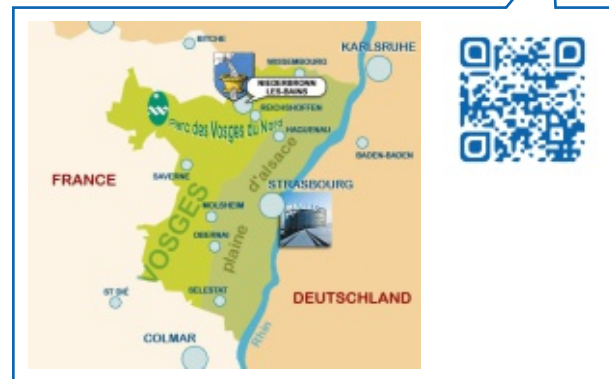 BITCHE
KARLSRUHE
WISSEMBOURG
NIEDERBRONN
LES-BAINS
REICHSHOFFEN
Parc des Vosges du Nord
HAGUENAU
BADEN-BADEN
FRANCE
SAVERNE
plaine d'alsace
STRASBOURG
VOSGES
MOLSHEIM
OBERNAI
ST DIÉ
SELESTAT
DEUTSCHLAND
COLMAR
Rhin